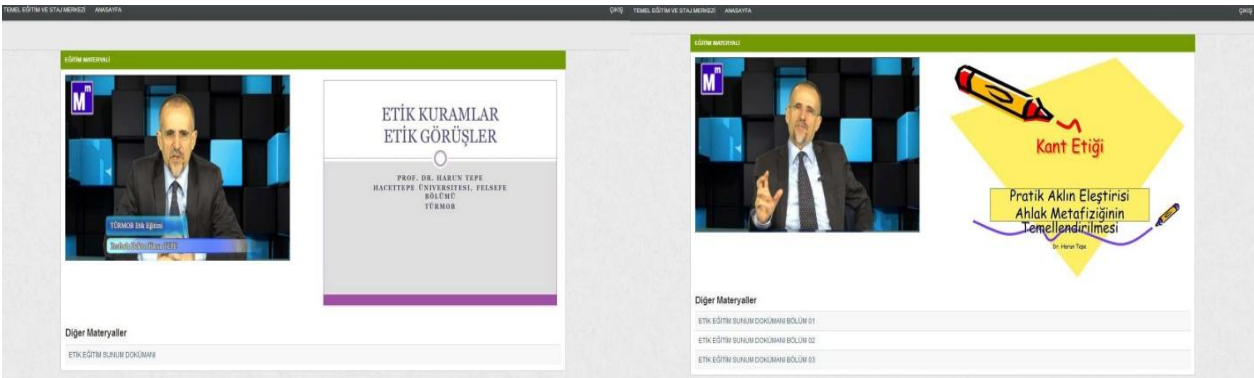 TEMEL EĞİTİM VE STAJ MERKEZİ ANASAYFA ÇIKIŞ
EĞİTİM MATERYALİ
Mm
TÜRMOB Etik Eğitimi
ETİK KURAMLAR
ETİK GÖRÜŞLER
PROF. DR. HARUN TEPE
HACETTEPE ÜNİVERSİTESİ, FELSEFE
BÖLÜMÜ
TÜRMOB
Diğer Materyaller
ETİK EĞİTİM SUNUM DOKÜMANI
TEMEL EĞİTİM VE STAJ MERKEZİ ANASAYFA ÇIKIŞ
EĞİTİM MATERYALİ
Mm
Kant Etiği
Pratik Aklın Eleştirisi
Ahlak Metafiziğinin
Temellendirilmesi
Dr. Harun Tepe
Diğer Materyaller
ETİK EĞİTİM SUNUM DOKÜMANI BÖLÜM 01
ETİK EĞİTİM SUNUM DOKÜMANI BÖLÜM 02
ETİK EĞİTİM SUNUM DOKÜMANI BÖLÜM 03